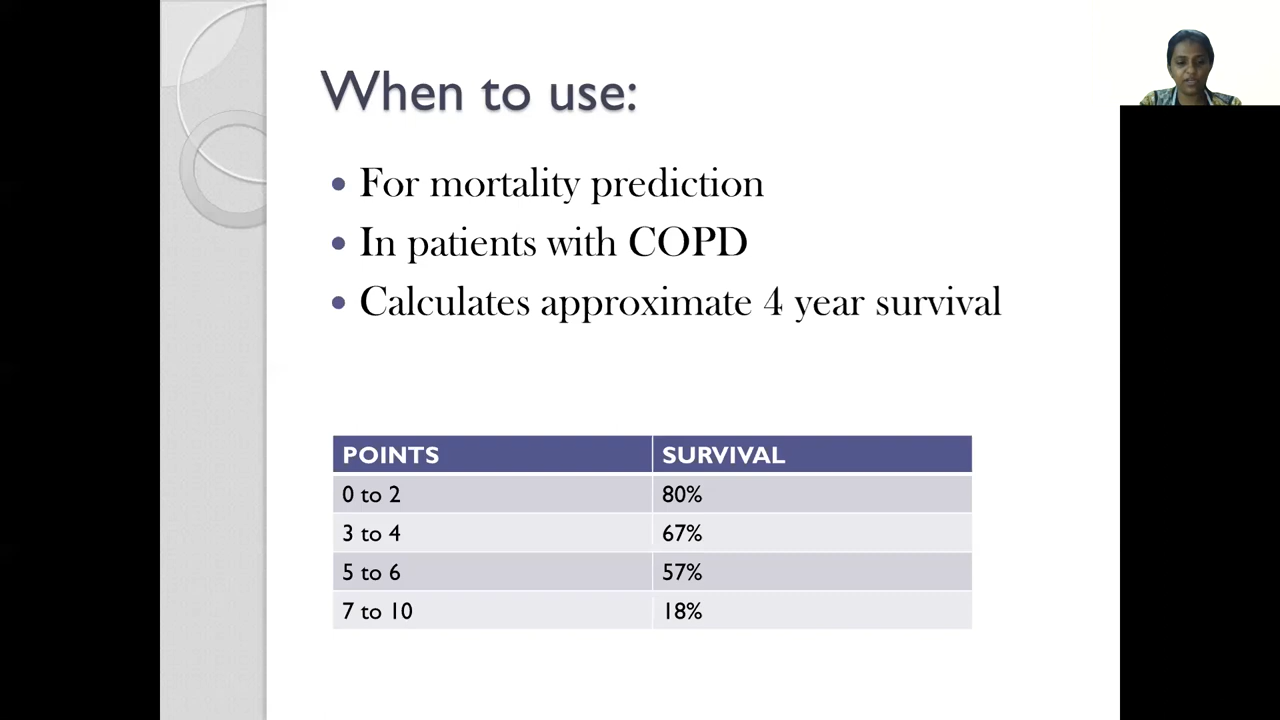 When to use:
For mortality prediction
In patients with COPD
Calculates approximate 4 year survival
POINTS SURVIVAL
0 to 2 80%
3 to 4 67%
5 to 6 57%
7 to 10 18%